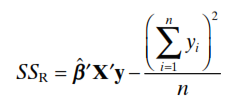 SS_R = β̂′X′y − (∑_{i=1}^{n} y_i)² / n